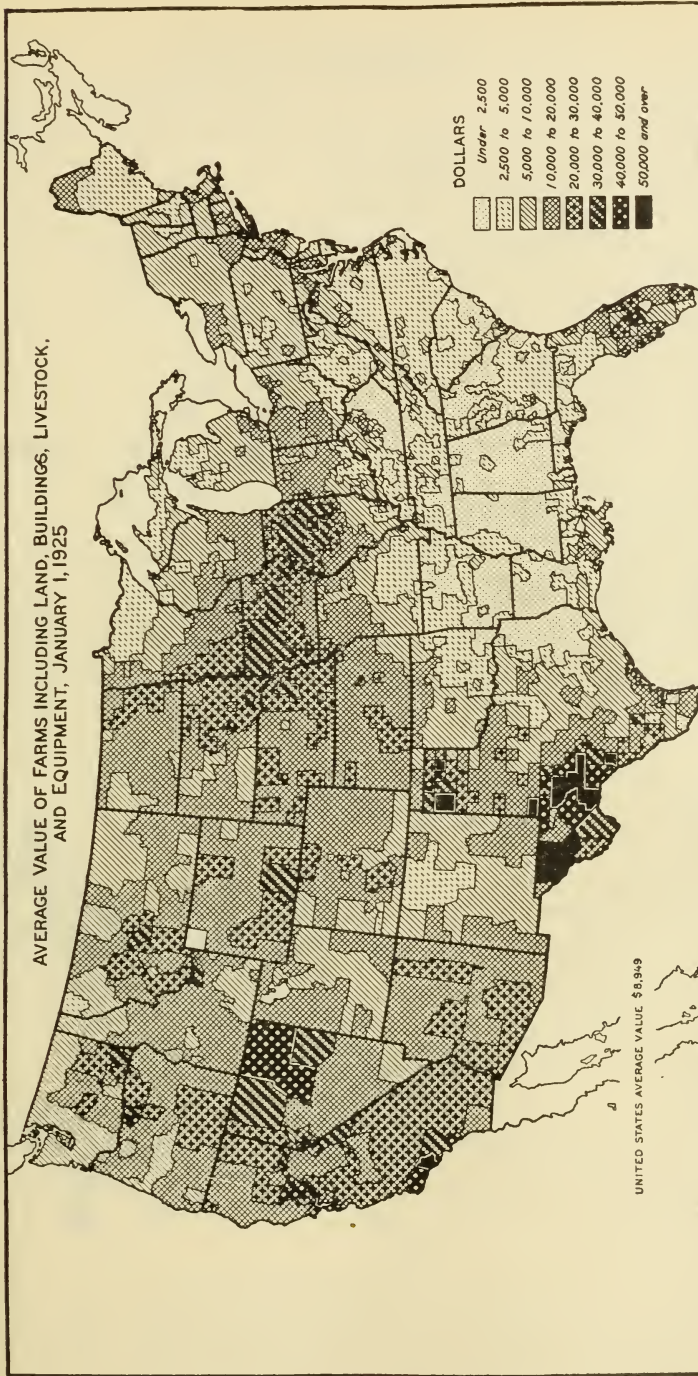 AVERAGE VALUE OF FARMS INCLUDING LAND, BUILDINGS, LIVESTOCK,
AND EQUIPMENT, JANUARY 1, 1925
DOLLARS
Under 2,500
2,500 to 5,000
5,000 to 10,000
10,000 to 20,000
20,000 to 30,000
30,000 to 40,000
40,000 to 50,000
50,000 and over
UNITED STATES AVERAGE VALUE $8,949